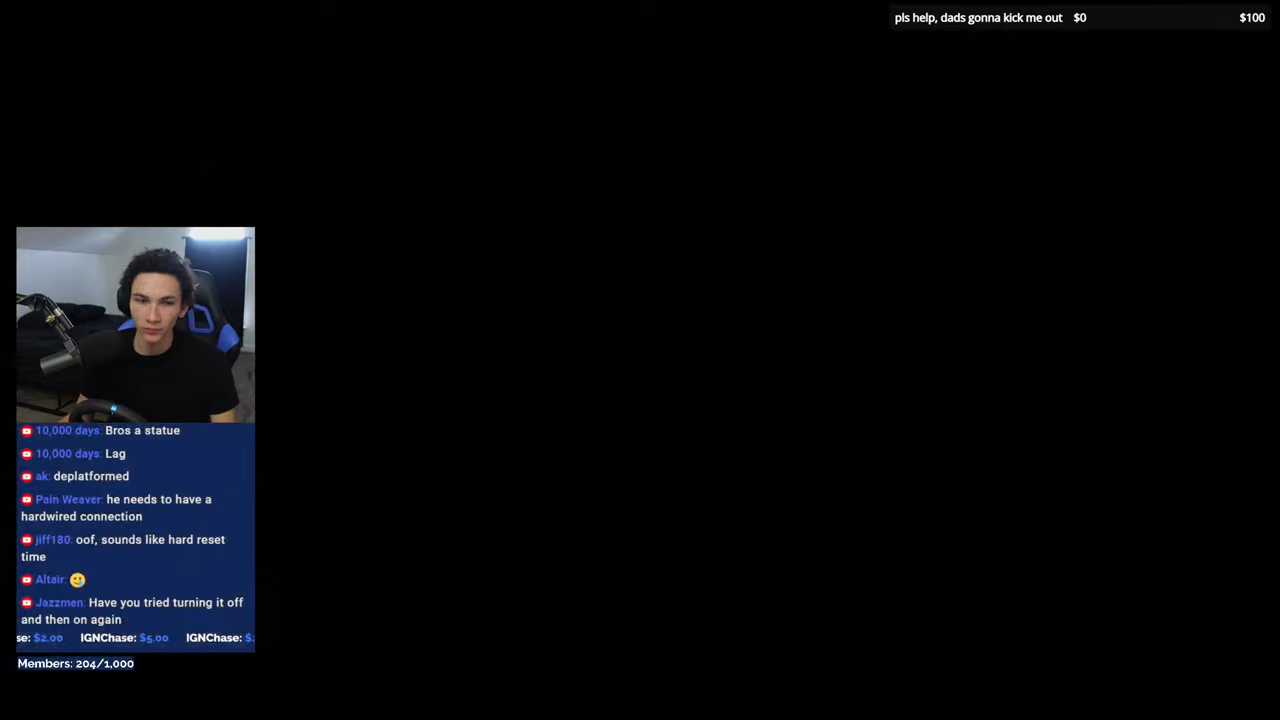 pls help, dads gonna kick me out $0 $100
10,000 days: Bros a statue
10,000 days: Lag
ak: deplatformed
Pain Weaver: he needs to have a
hardwired connection
jiff180: oof, sounds like hard reset
time
Altair: 🥲
Jazzmen: Have you tried turning it off
and then on again
se: $2.00 IGNChase: $5.00 IGNChase: $
Members: 204/1,000